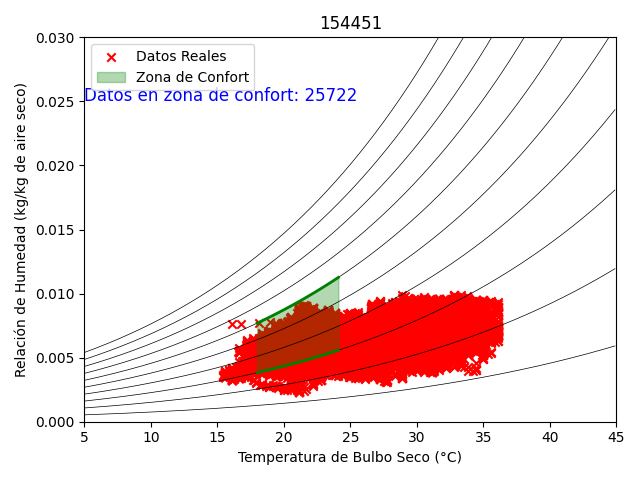 154451
Datos Reales
Zona de Confort
Datos en zona de confort: 25722
0.030
0.025
0.020
0.015
0.010
0.005
0.000
Relación de Humedad (kg/kg de aire seco)
5 10 15 20 25 30 35 40 45
Temperatura de Bulbo Seco (°C)